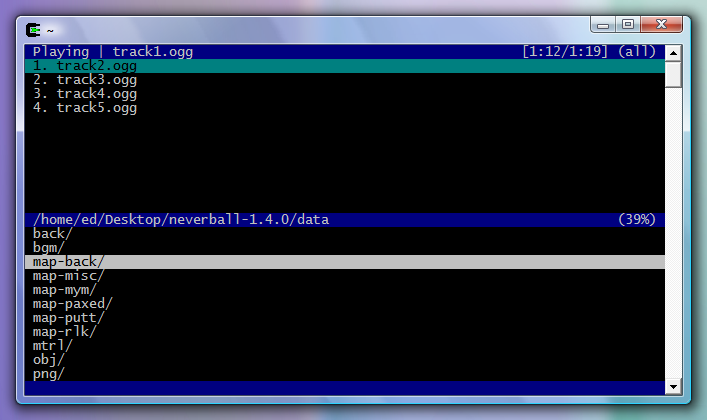 ~
Playing | track1.ogg [1:12/1:19] (all)
1. track2.ogg
2. track3.ogg
3. track4.ogg
4. track5.ogg
/home/ed/Desktop/neverball-1.4.0/data (39%)
back/
bgm/
map-back/
map-misc/
map-mym/
map-paxed/
map-putt/
map-rlk/
mtrl/
obj/
png/